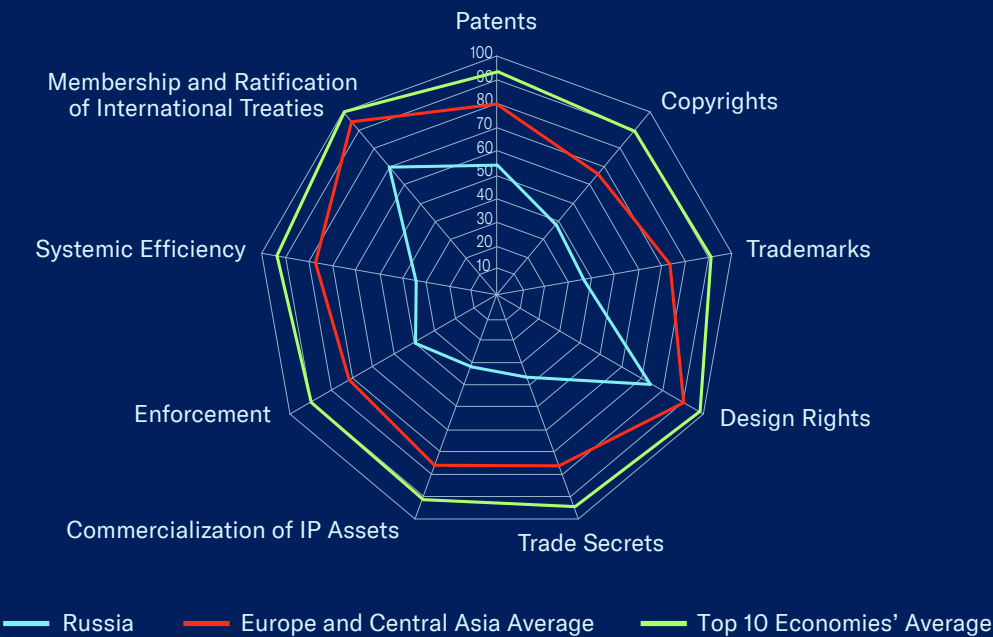 Patents
100
90
80
70
60
50
40
30
20
10
Membership and Ratification
of International Treaties
Copyrights
Systemic Efficiency
Trademarks
Enforcement
Design Rights
Commercialization of IP Assets
Trade Secrets
Russia
Europe and Central Asia Average
Top 10 Economies’ Average